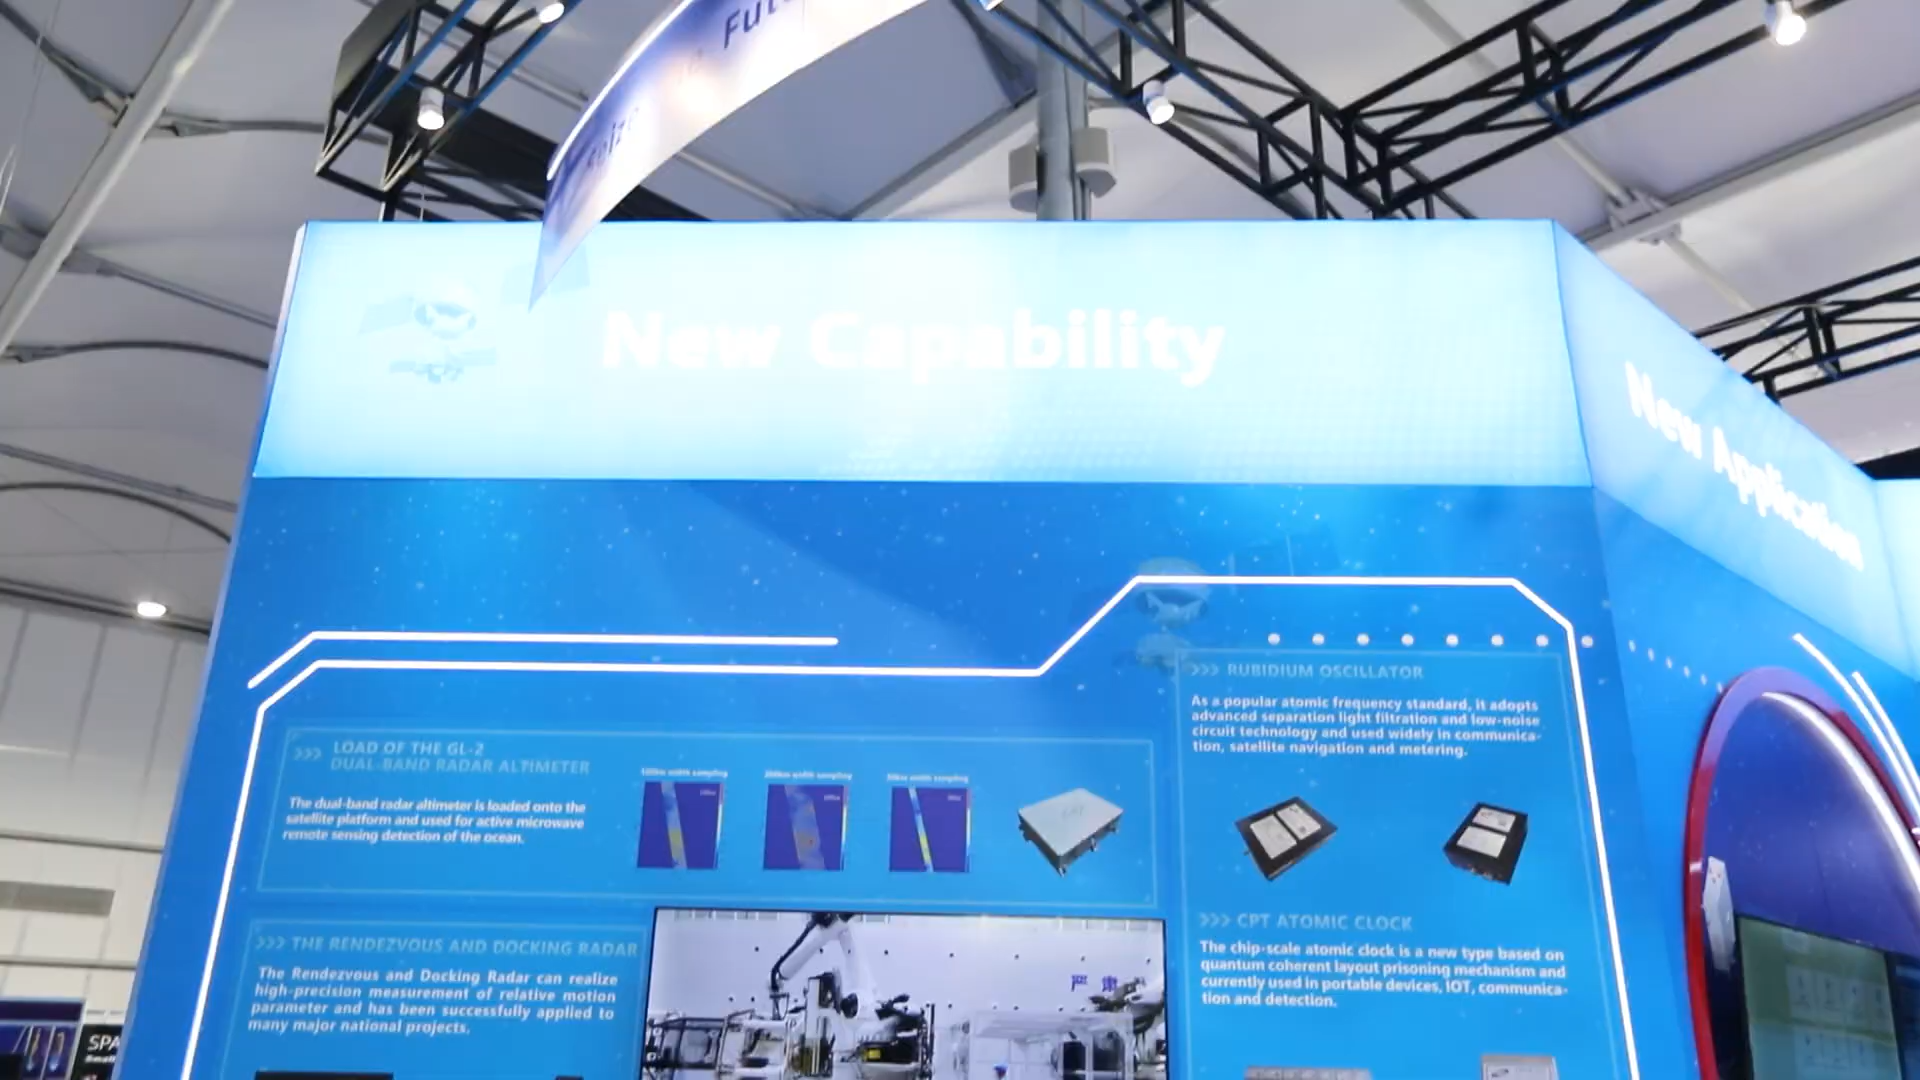 Seize
New Capability
New Application
LOAD OF THE GL-2
DUAL-BAND RADAR ALTIMETER
The dual-band radar altimeter is loaded onto the
satellite platform and used for active microwave
remote sensing detection of the ocean.
THE RENDEZVOUS AND DOCKING RADAR
The Rendezvous and Docking Radar can realize
high-precision measurement of relative motion
parameter and has been successfully applied to
many major national projects.
严 肃
RUBIDIUM OSCILLATOR
As a popular atomic frequency standard, it adopts
advanced separation light filtration and low-noise
circuit technology and used widely in communica-
tion, satellite navigation and metering.
CPT ATOMIC CLOCK
The chip-scale atomic clock is a new type based on
quantum coherent layout prisoning mechanism and
currently used in portable devices, IOT, communica-
tion and detection.
SPA